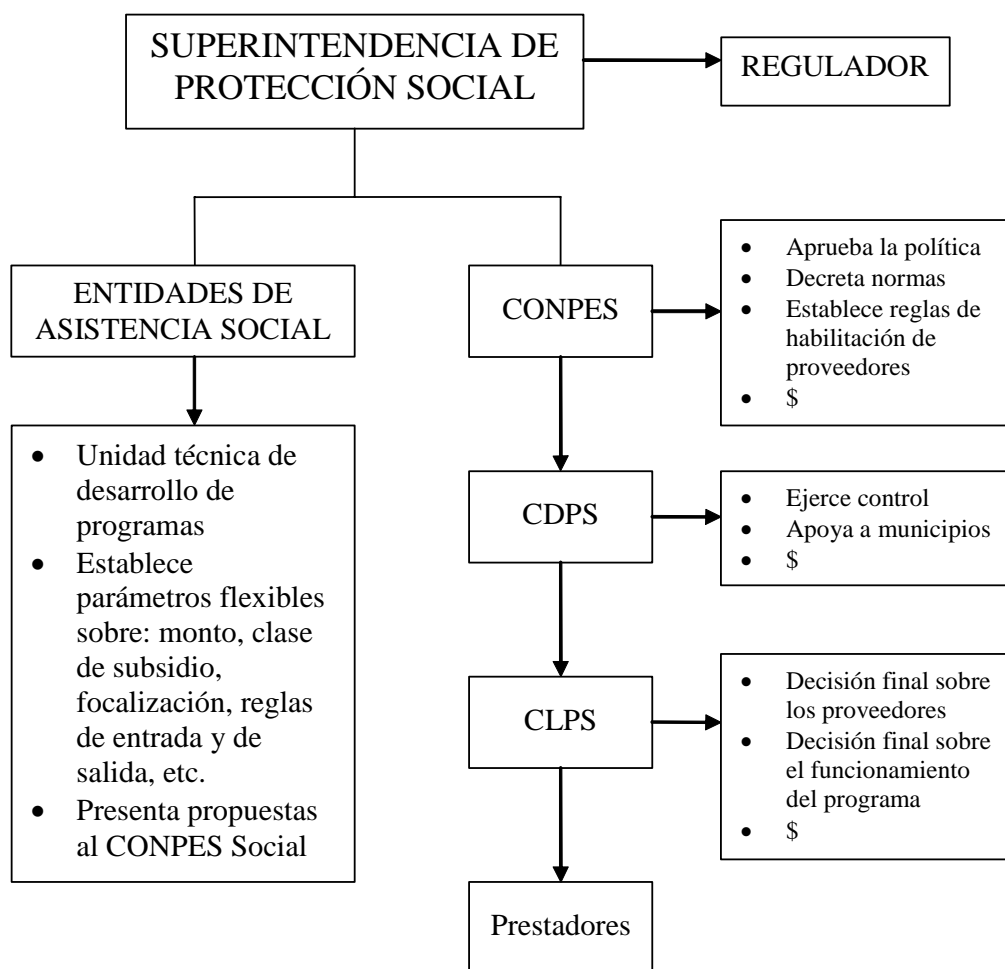 SUPERINTENDENCIA DE
PROTECCIÓN SOCIAL
REGULADOR
ENTIDADES DE
ASISTENCIA SOCIAL
CONPES
• Aprueba la política
• Decreta normas
• Establece reglas de
habilitación de
proveedores
• $
• Unidad técnica de
desarrollo de
programas
• Establece
parámetros flexibles
sobre: monto, clase
de subsidio,
focalización, reglas
de entrada y de
salida, etc.
• Presenta propuestas
al CONPES Social
CDPS
• Ejerce control
• Apoya a municipios
• $
CLPS
• Decisión final sobre
los proveedores
• Decisión final sobre
el funcionamiento
del programa
• $
Prestadores